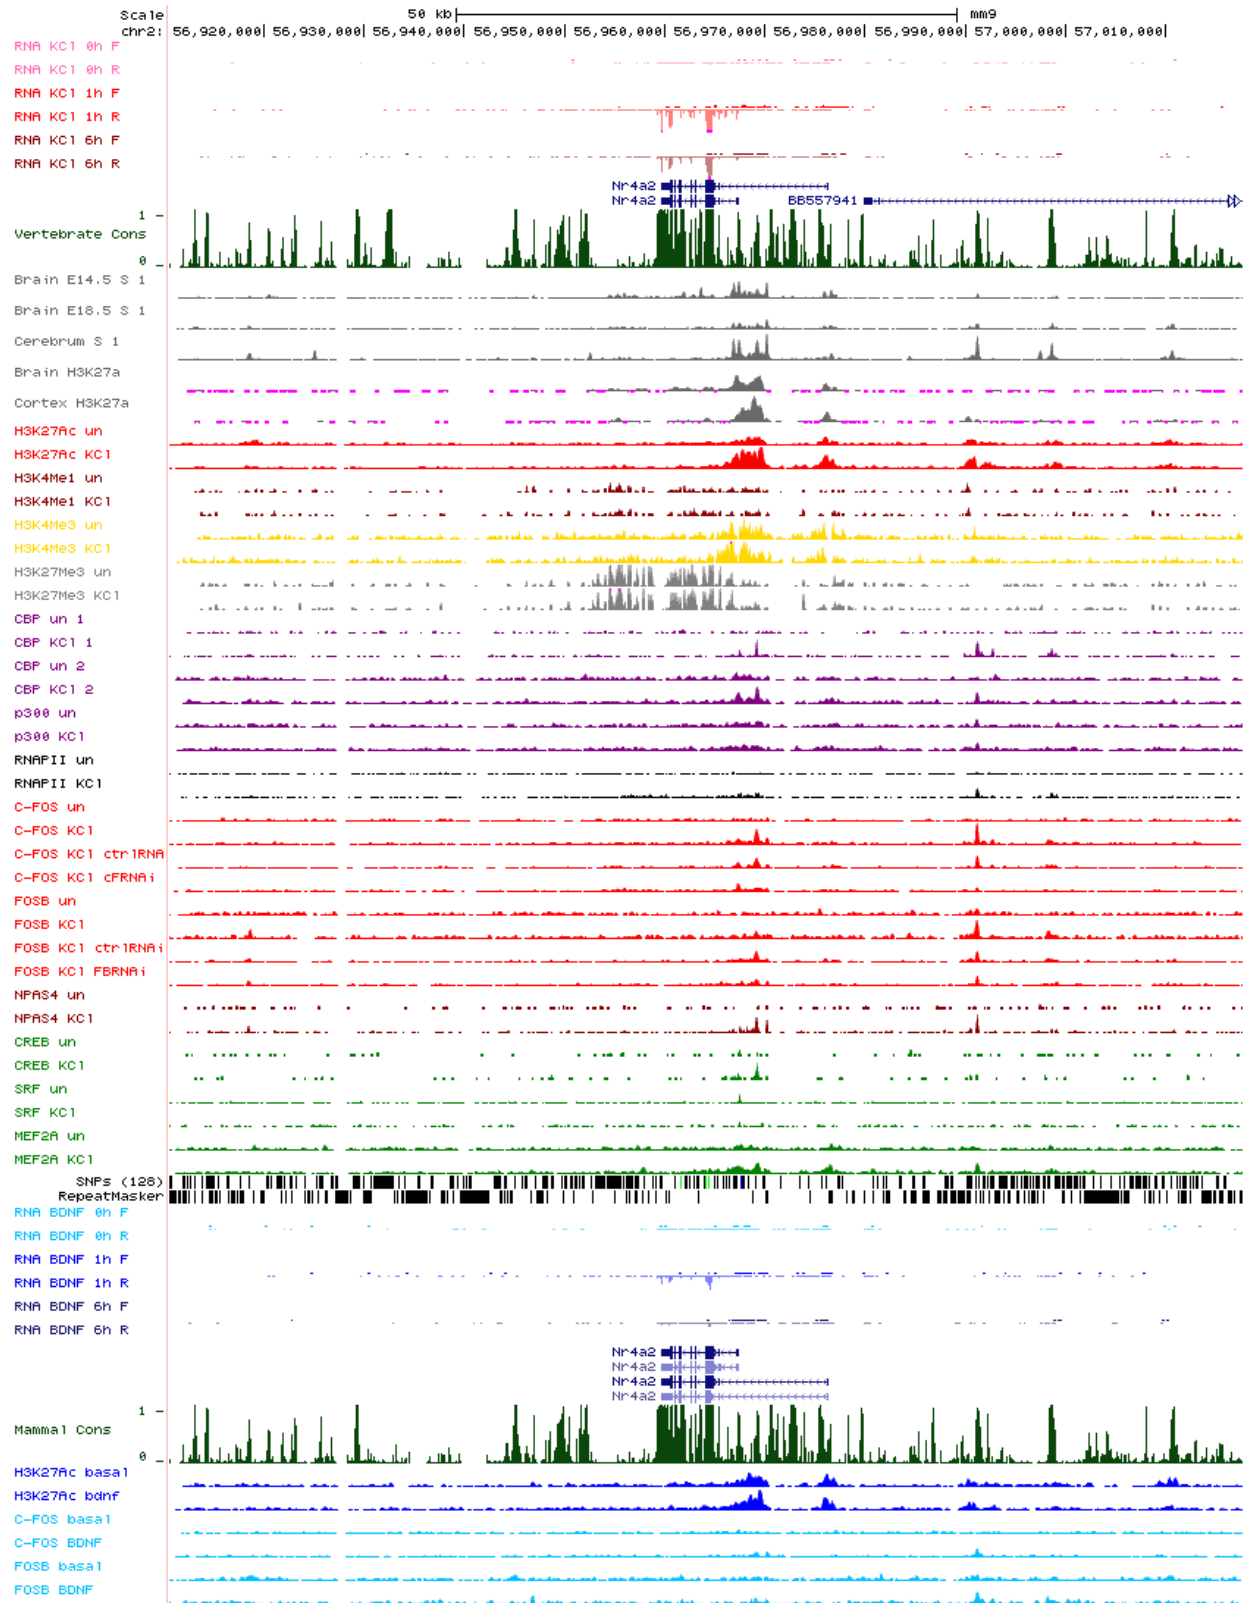 Scale 50 kb mm9
chr2: 56,920,000 56,930,000 56,940,000 56,950,000 56,960,000 56,970,000 56,980,000 56,990,000 57,000,000 57,010,000
RNA KCl 0h F
RNA KCl 0h R
RNA KCl 1h F
RNA KCl 1h R
RNA KCl 6h F
RNA KCl 6h R
Nr4a2
Nr4a2 BB557941
1
Vertebrate Cons
0
Brain E14.5 S 1
Brain E18.5 S 1
Cerebrum S 1
Brain H3K27a
Cortex H3K27a
H3K27Ac un
H3K27Ac KCl
H3K4Me1 un
H3K4Me1 KCl
H3K4Me3 un
H3K4Me3 KCl
H3K27Me3 un
H3K27Me3 KCl
CBP un 1
CBP KCl 1
CBP un 2
CBP KCl 2
p300 un
p300 KCl
RNAPII un
RNAPII KCl
C-FOS un
C-FOS KCl
C-FOS KCl ctrlRNA
C-FOS KCl cFRNAi
FOSB un
FOSB KCl
FOSB KCl ctrlRNAi
FOSB KCl FBRNAi
NPAS4 un
NPAS4 KCl
CREB un
CREB KCl
SRF un
SRF KCl
MEF2A un
MEF2A KCl
SNPs (128)
RepeatMasker
RNA BDNF 0h F
RNA BDNF 0h R
RNA BDNF 1h F
RNA BDNF 1h R
RNA BDNF 6h F
RNA BDNF 6h R
Nr4a2
Nr4a2
Nr4a2
Nr4a2
1
Mammal Cons
0
H3K27Ac basal
H3K27Ac bdnf
C-FOS basal
C-FOS BDNF
FOSB basal
FOSB BDNF